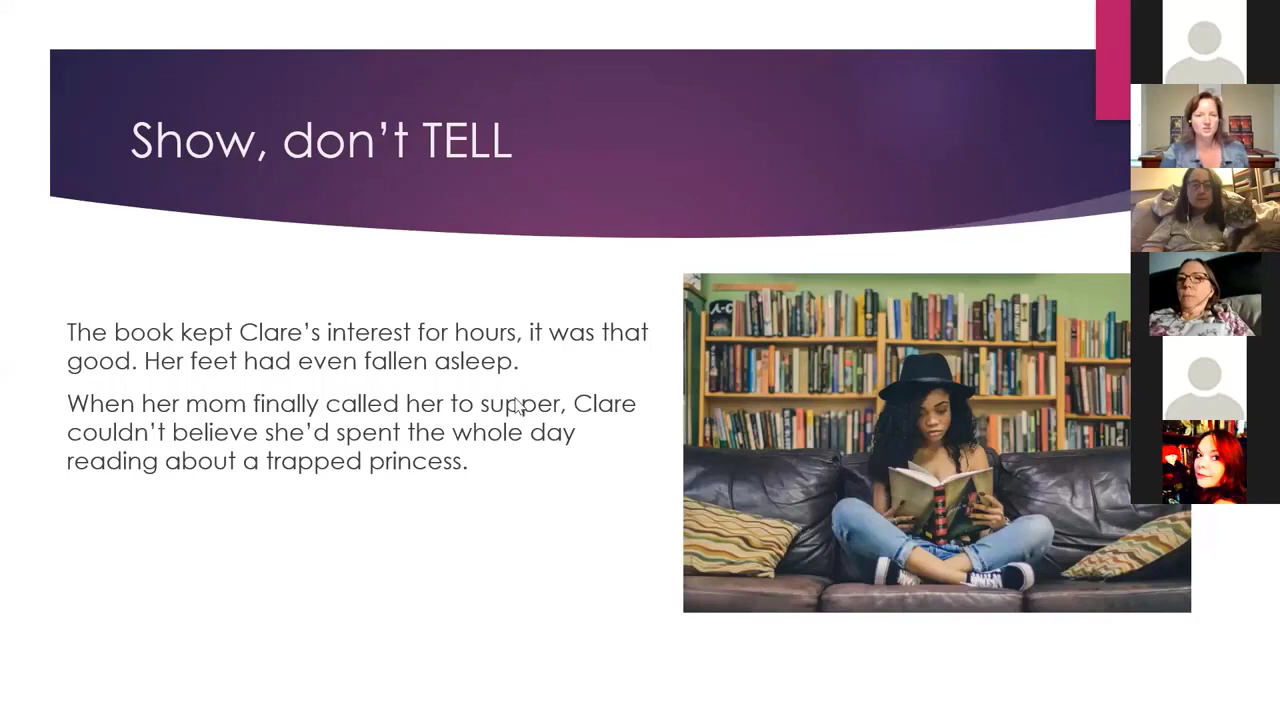 Show, don’t TELL
The book kept Clare’s interest for hours, it was that
good. Her feet had even fallen asleep.
When her mom finally called her to supper, Clare
couldn’t believe she’d spent the whole day
reading about a trapped princess.